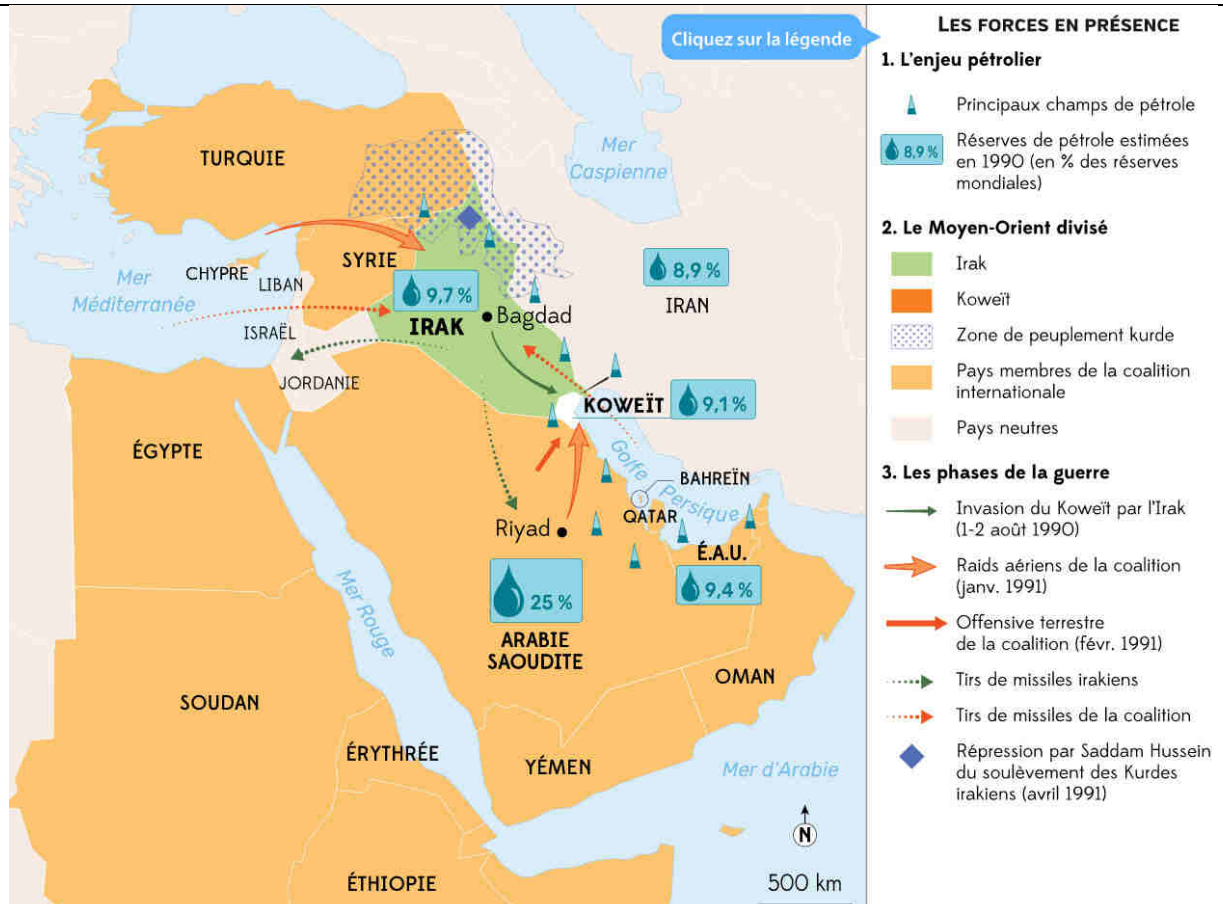 Cliquez sur la légende
TURQUIE
Mer
Caspienne
CHYPRE
SYRIE
LIBAN
Mer
Méditerranée
8,9 %
IRAN
9,7 %
IRAK
Bagdad
ISRAËL
JORDANIE
KOWEÏT
9,1 %
ÉGYPTE
Golfe
Persique
BAHREÏN
QATAR
Riyad
É.A.U.
9,4 %
25 %
ARABIE
SAOUDITE
Mer Rouge
OMAN
SOUDAN
ÉRYTHRÉE
YÉMEN
Mer d'Arabie
N
ÉTHIOPIE
500 km
LES FORCES EN PRÉSENCE
1. L'enjeu pétrolier
Principaux champs de pétrole
8,9 %
Réserves de pétrole estimées
en 1990 (en % des réserves
mondiales)
2. Le Moyen-Orient divisé
Irak
Koweït
Zone de peuplement kurde
Pays membres de la coalition
internationale
Pays neutres
3. Les phases de la guerre
Invasion du Koweït par l'Irak
(1-2 août 1990)
Raids aériens de la coalition
(janv. 1991)
Offensive terrestre
de la coalition (févr. 1991)
Tirs de missiles irakiens
Tirs de missiles de la coalition
Répression par Saddam Hussein
du soulèvement des Kurdes
irakiens (avril 1991)